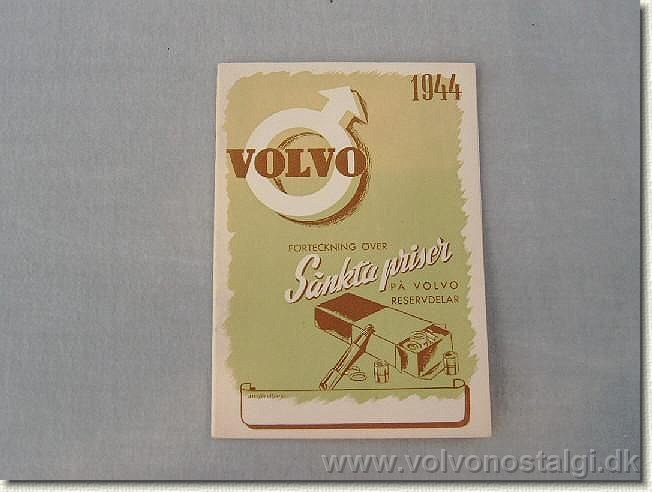 1944
VOLVO
FÖRTECKNING ÖVER
Sänkta priser
PÅ VOLVO
RESERVDELAR
www.volvonostalgi.dk